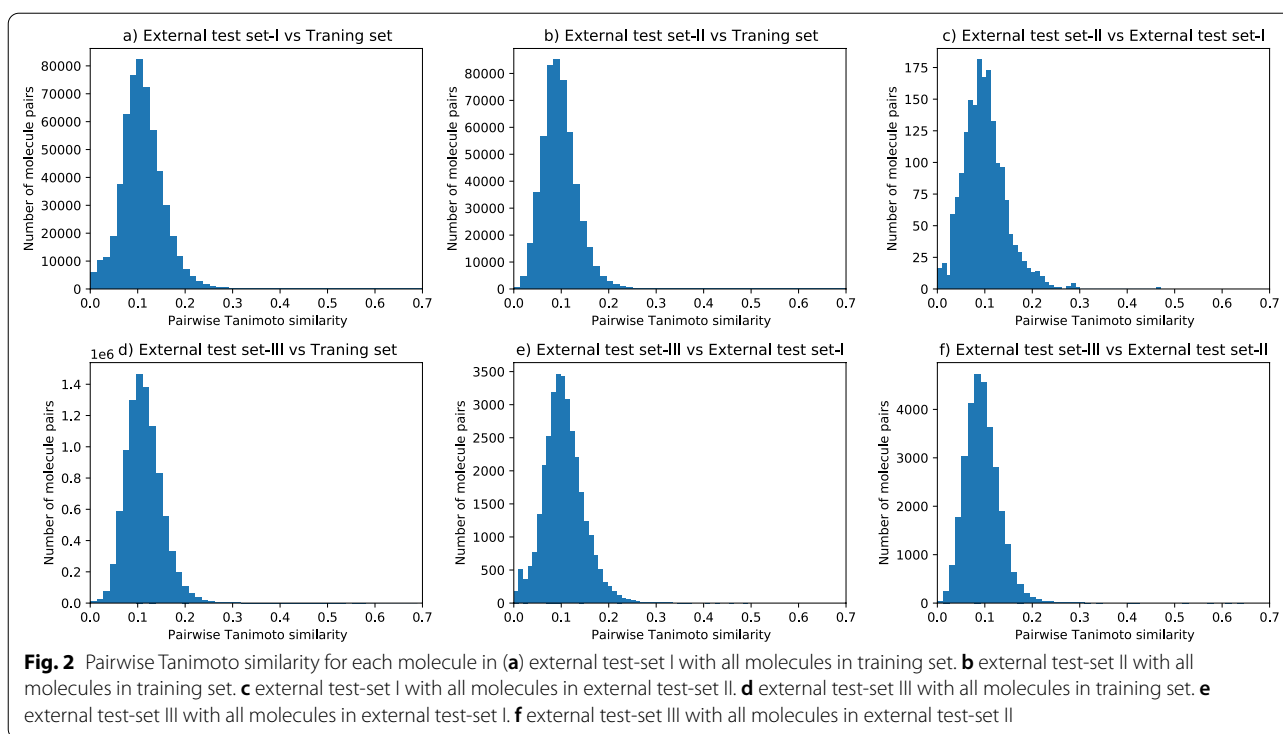 a) External test set-I vs Traning set
80000
70000
60000
50000
40000
30000
20000
10000
0
Number of molecule pairs
0.0 0.1 0.2 0.3 0.4 0.5 0.6 0.7
Pairwise Tanimoto similarity
b) External test set-II vs Traning set
80000
70000
60000
50000
40000
30000
20000
10000
0
Number of molecule pairs
0.0 0.1 0.2 0.3 0.4 0.5 0.6 0.7
Pairwise Tanimoto similarity
c) External test set-II vs External test set-I
175
150
125
100
75
50
25
0
Number of molecule pairs
0.0 0.1 0.2 0.3 0.4 0.5 0.6 0.7
Pairwise Tanimoto similarity
1e6
d) External test set-III vs Traning set
1.4
1.2
1.0
0.8
0.6
0.4
0.2
0.0
Number of molecule pairs
0.0 0.1 0.2 0.3 0.4 0.5 0.6 0.7
Pairwise Tanimoto similarity
e) External test set-III vs External test set-I
3500
3000
2500
2000
1500
1000
500
0
Number of molecule pairs
0.0 0.1 0.2 0.3 0.4 0.5 0.6 0.7
Pairwise Tanimoto similarity
f) External test set-III vs External test set-II
4000
3000
2000
1000
0
Number of molecule pairs
0.0 0.1 0.2 0.3 0.4 0.5 0.6 0.7
Pairwise Tanimoto similarity
Fig. 2 Pairwise Tanimoto similarity for each molecule in (a) external test-set I with all molecules in training set. b external test-set II with all
molecules in training set. c external test-set I with all molecules in external test-set II. d external test-set III with all molecules in training set. e
external test-set III with all molecules in external test-set I. f external test-set III with all molecules in external test-set II